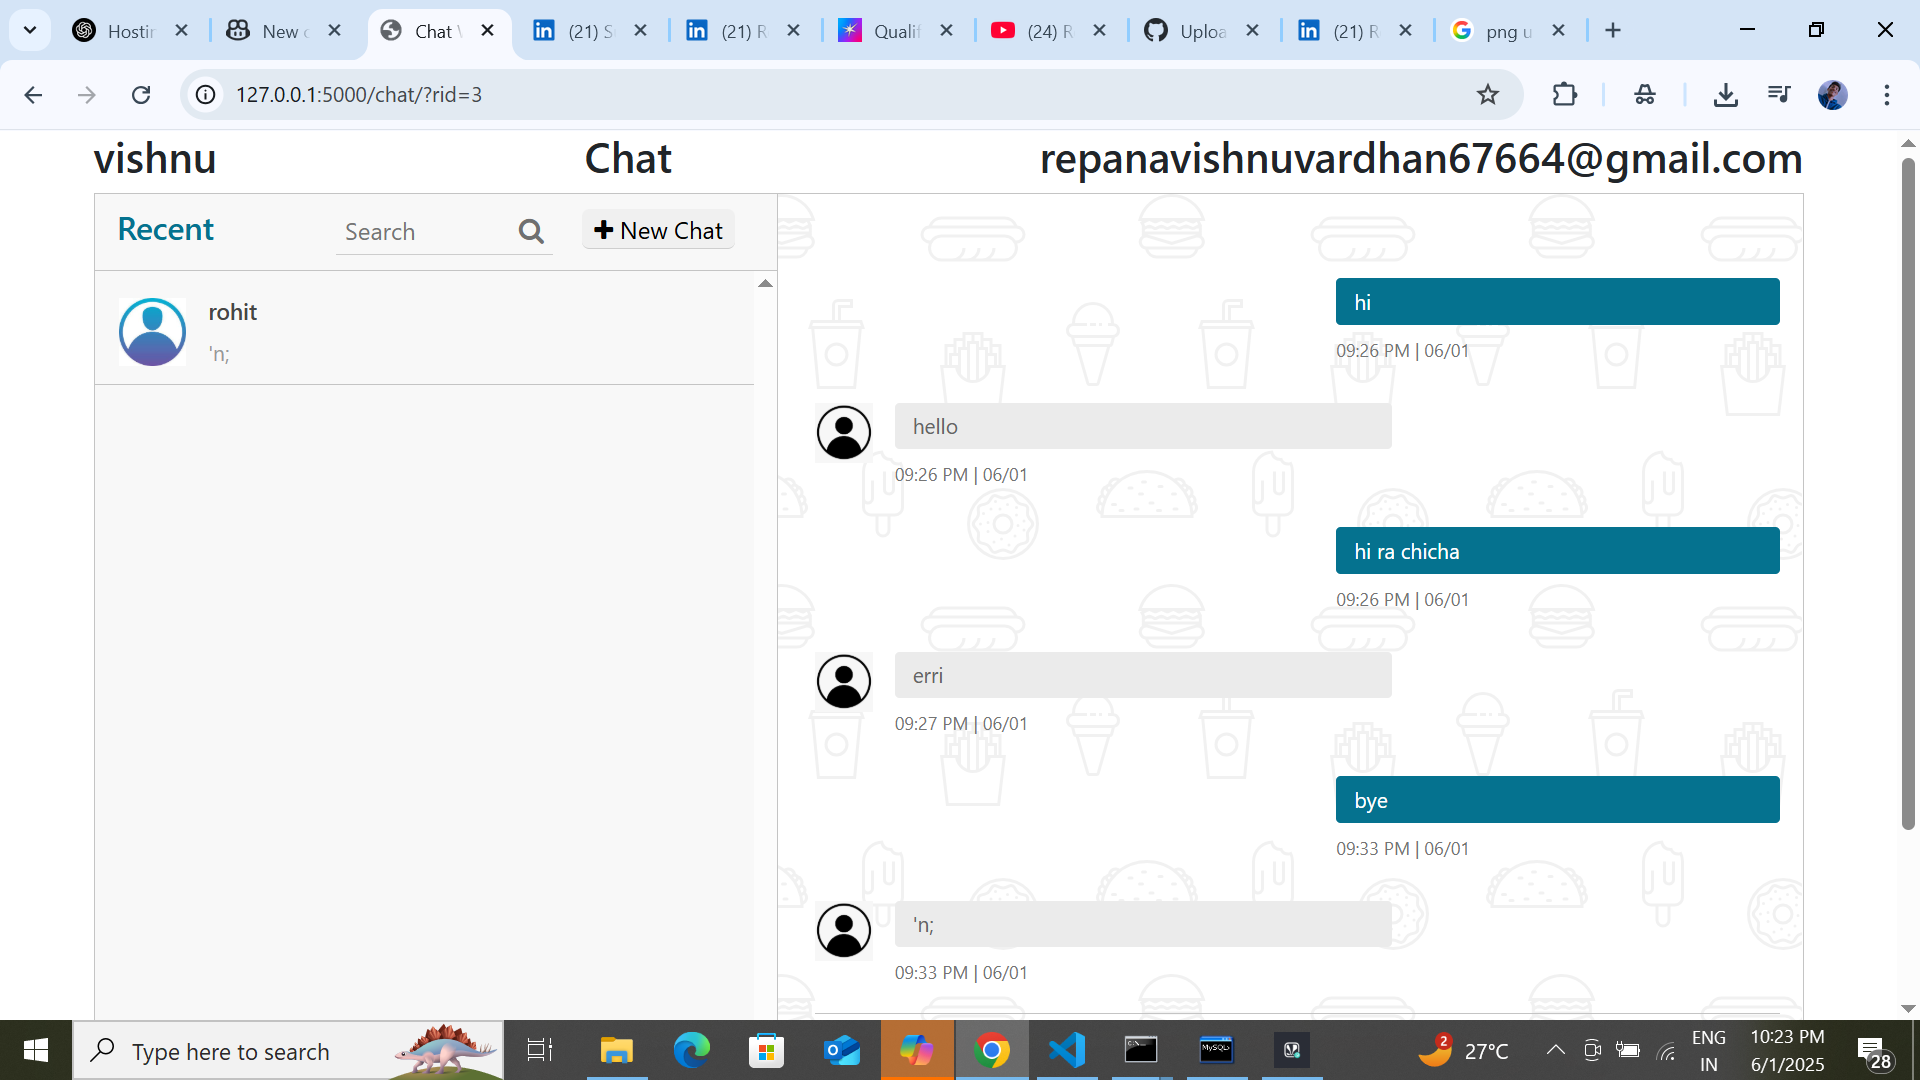 Hostin
New c
Chat W
(21) S
(21) R
Qualif
(24) R
Uploa
(21) R
png u
127.0.0.1:5000/chat/?rid=3
vishnu
Chat
repanavishnuvardhan67664@gmail.com
Recent
Search
New Chat
rohit
'n;
hi
09:26 PM | 06/01
hello
09:26 PM | 06/01
hi ra chicha
09:26 PM | 06/01
erri
09:27 PM | 06/01
bye
09:33 PM | 06/01
'n;
09:33 PM | 06/01
Type here to search
2
27°C
ENG
IN
10:23 PM
6/1/2025
28